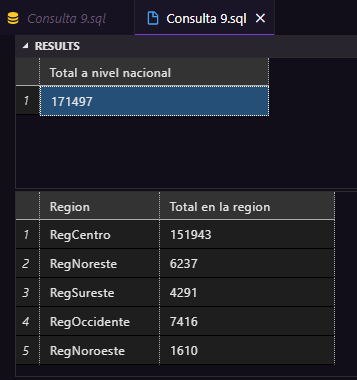 Consulta 9.sql Consulta 9.sql
RESULTS
Total a nivel nacional
1 171497
Region Total en la region
1 RegCentro 151943
2 RegNoreste 6237
3 RegSureste 4291
4 RegOccidente 7416
5 RegNoroeste 1610